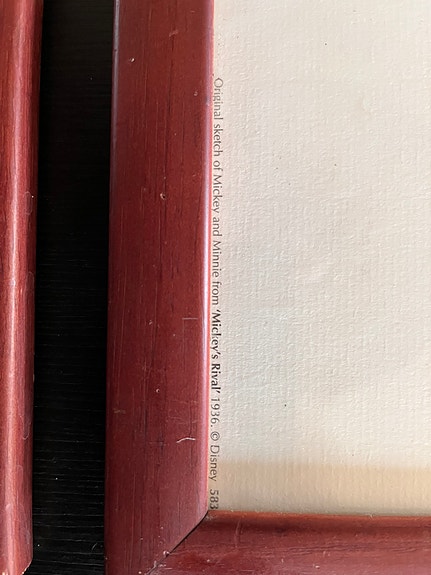 Original sketch of Mickey and Minnie from 'Mickey's Rival' 1936. © Disney 583